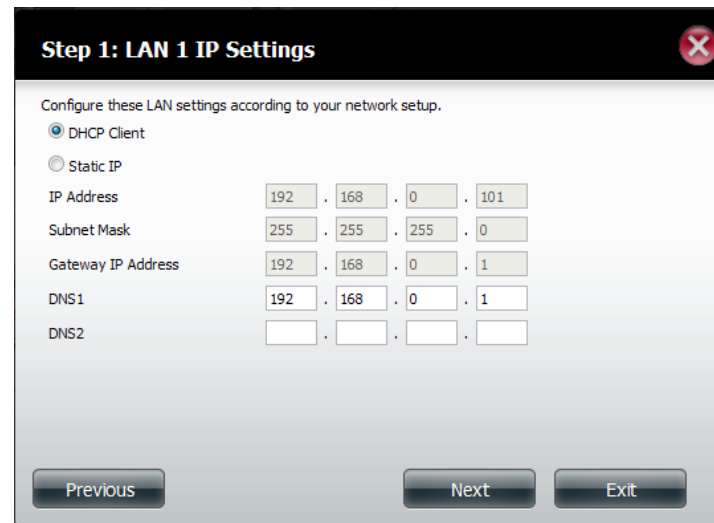 Step 1: LAN 1 IP Settings
Configure these LAN settings according to your network setup.
DHCP Client
Static IP
IP Address 192 . 168 . 0 . 101
Subnet Mask 255 . 255 . 255 . 0
Gateway IP Address 192 . 168 . 0 . 1
DNS1 192 . 168 . 0 . 1
DNS2 . . .
Previous Next Exit